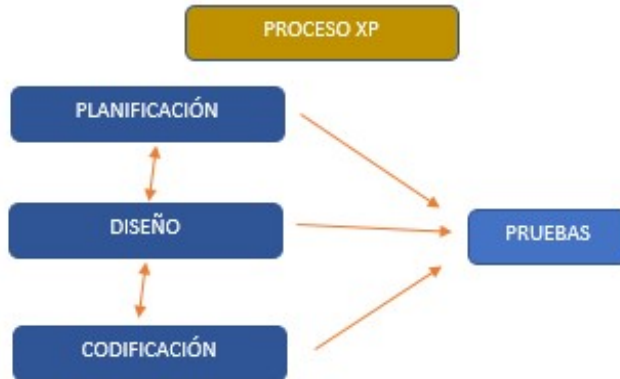 PROCESO XP
PLANIFICACIÓN
DISEÑO
PRUEBAS
CODIFICACIÓN